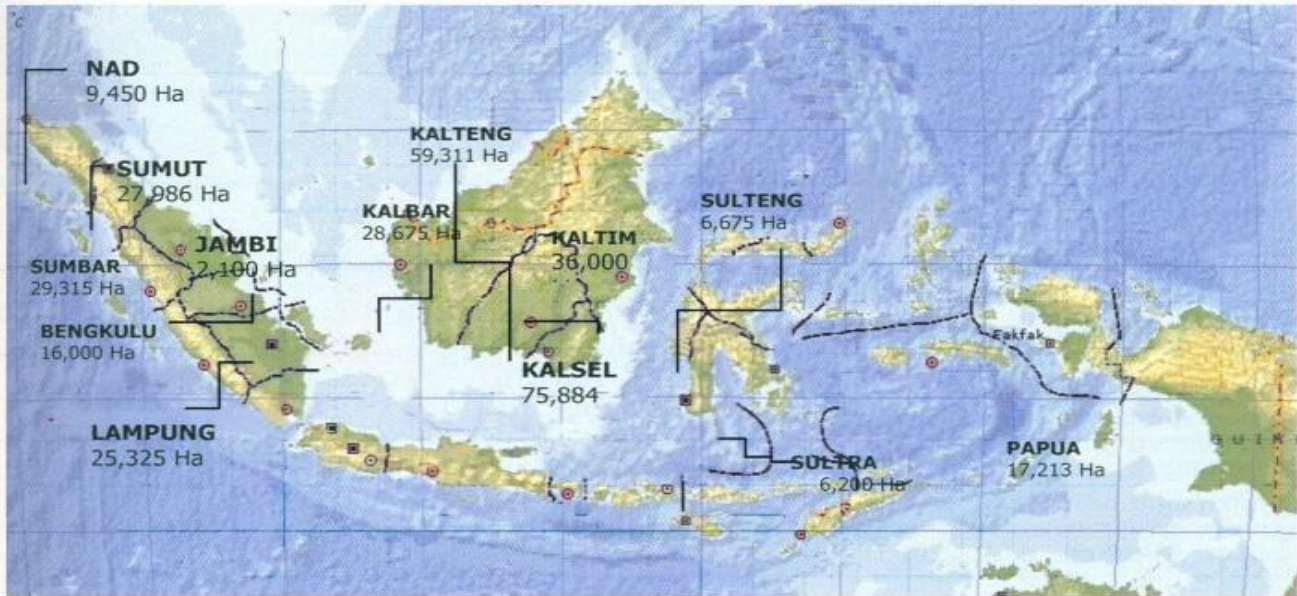 NAD
9,450 Ha
SUMUT
27,986 Ha
JAMBI
2,100 Ha
SUMBAR
29,315 Ha
BENGKULU
16,000 Ha
LAMPUNG
25,325 Ha
KALTENG
59,311 Ha
KALBAR
28,675 Ha
KALTIM
36,000
KALSEL
75,884
SULTENG
6,675 Ha
SULTRA
6,200 Ha
Fakfak
PAPUA
17,213 Ha